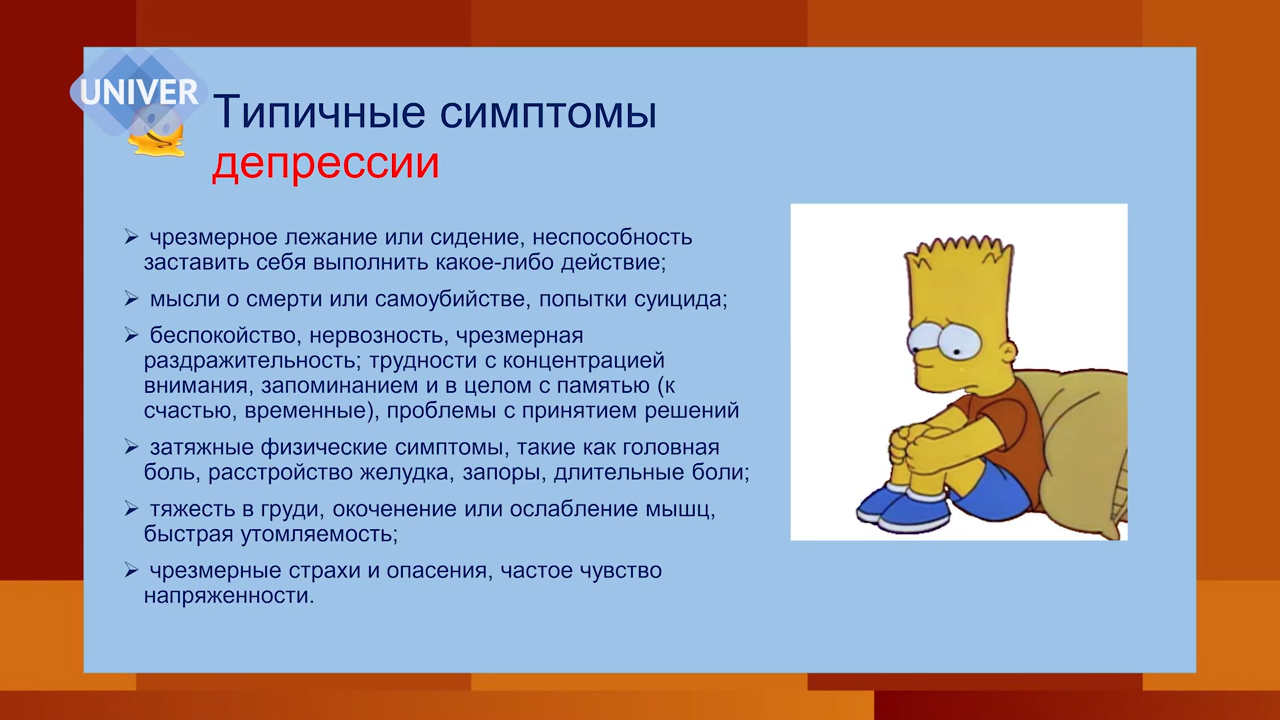 UNIVER
Типичные симптомы
депрессии
чрезмерное лежание или сидение, неспособность
заставить себя выполнить какое-либо действие;
мысли о смерти или самоубийстве, попытки суицида;
беспокойство, нервозность, чрезмерная
раздражительность; трудности с концентрацией
внимания, запоминанием и в целом с памятью (к
счастью, временные), проблемы с принятием решений
затяжные физические симптомы, такие как головная
боль, расстройство желудка, запоры, длительные боли;
тяжесть в груди, окоченение или ослабление мышц,
быстрая утомляемость;
чрезмерные страхи и опасения, частое чувство
напряженности.